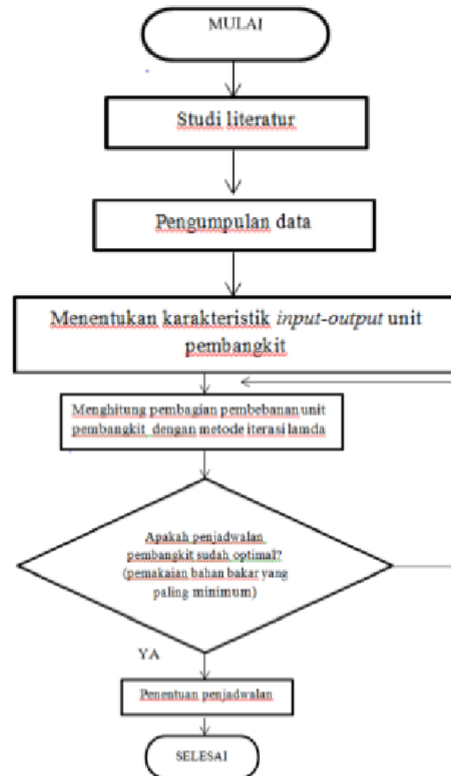 MULAI
Studi literatur
Pengumpulan data
Menentukan karakteristik input-output unit
pembangkit
Menghitung pembagian pembebanan unit
pembangkit dengan metode iterasi lamda
Apakah penjadwalan
pembangkit sudah optimal?
(pemakaian bahan bakar yang
paling minimum)
YA
Penentuan penjadwalan
SELESAI